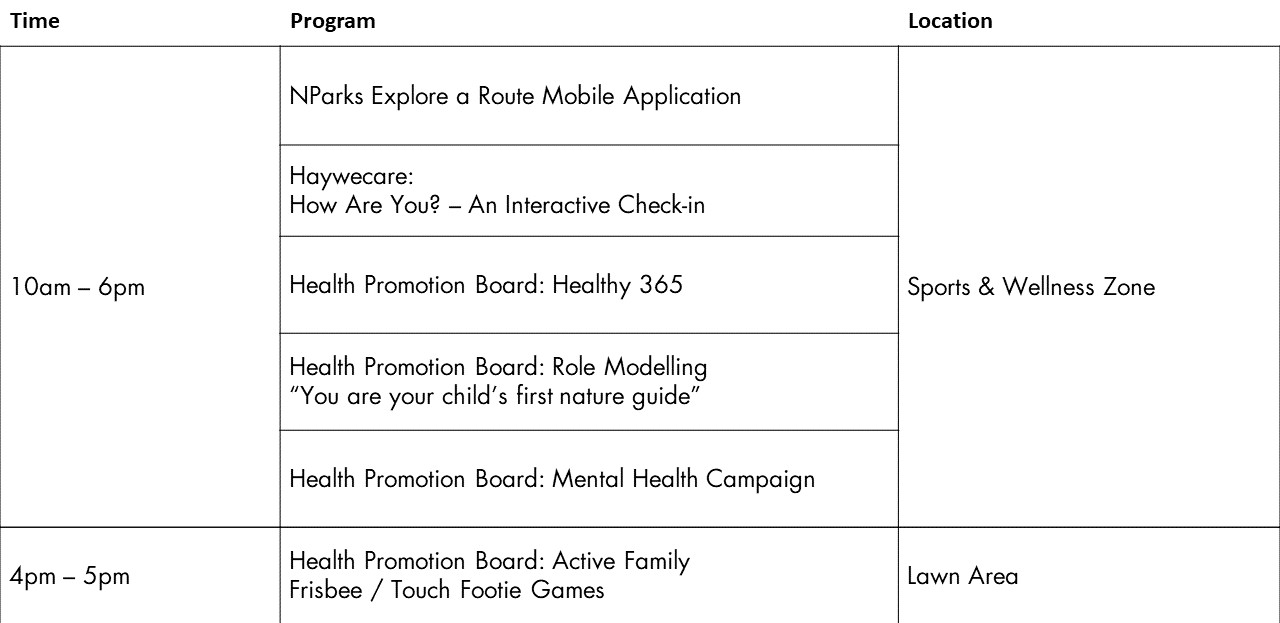 Time Program Location
NParks Explore a Route Mobile Application
Haywecare:
How Are You? – An Interactive Check-in
10am – 6pm
Health Promotion Board: Healthy 365
Sports & Wellness Zone
Health Promotion Board: Role Modelling
“You are your child’s first nature guide”
Health Promotion Board: Mental Health Campaign
4pm – 5pm
Health Promotion Board: Active Family
Frisbee / Touch Footie Games
Lawn Area